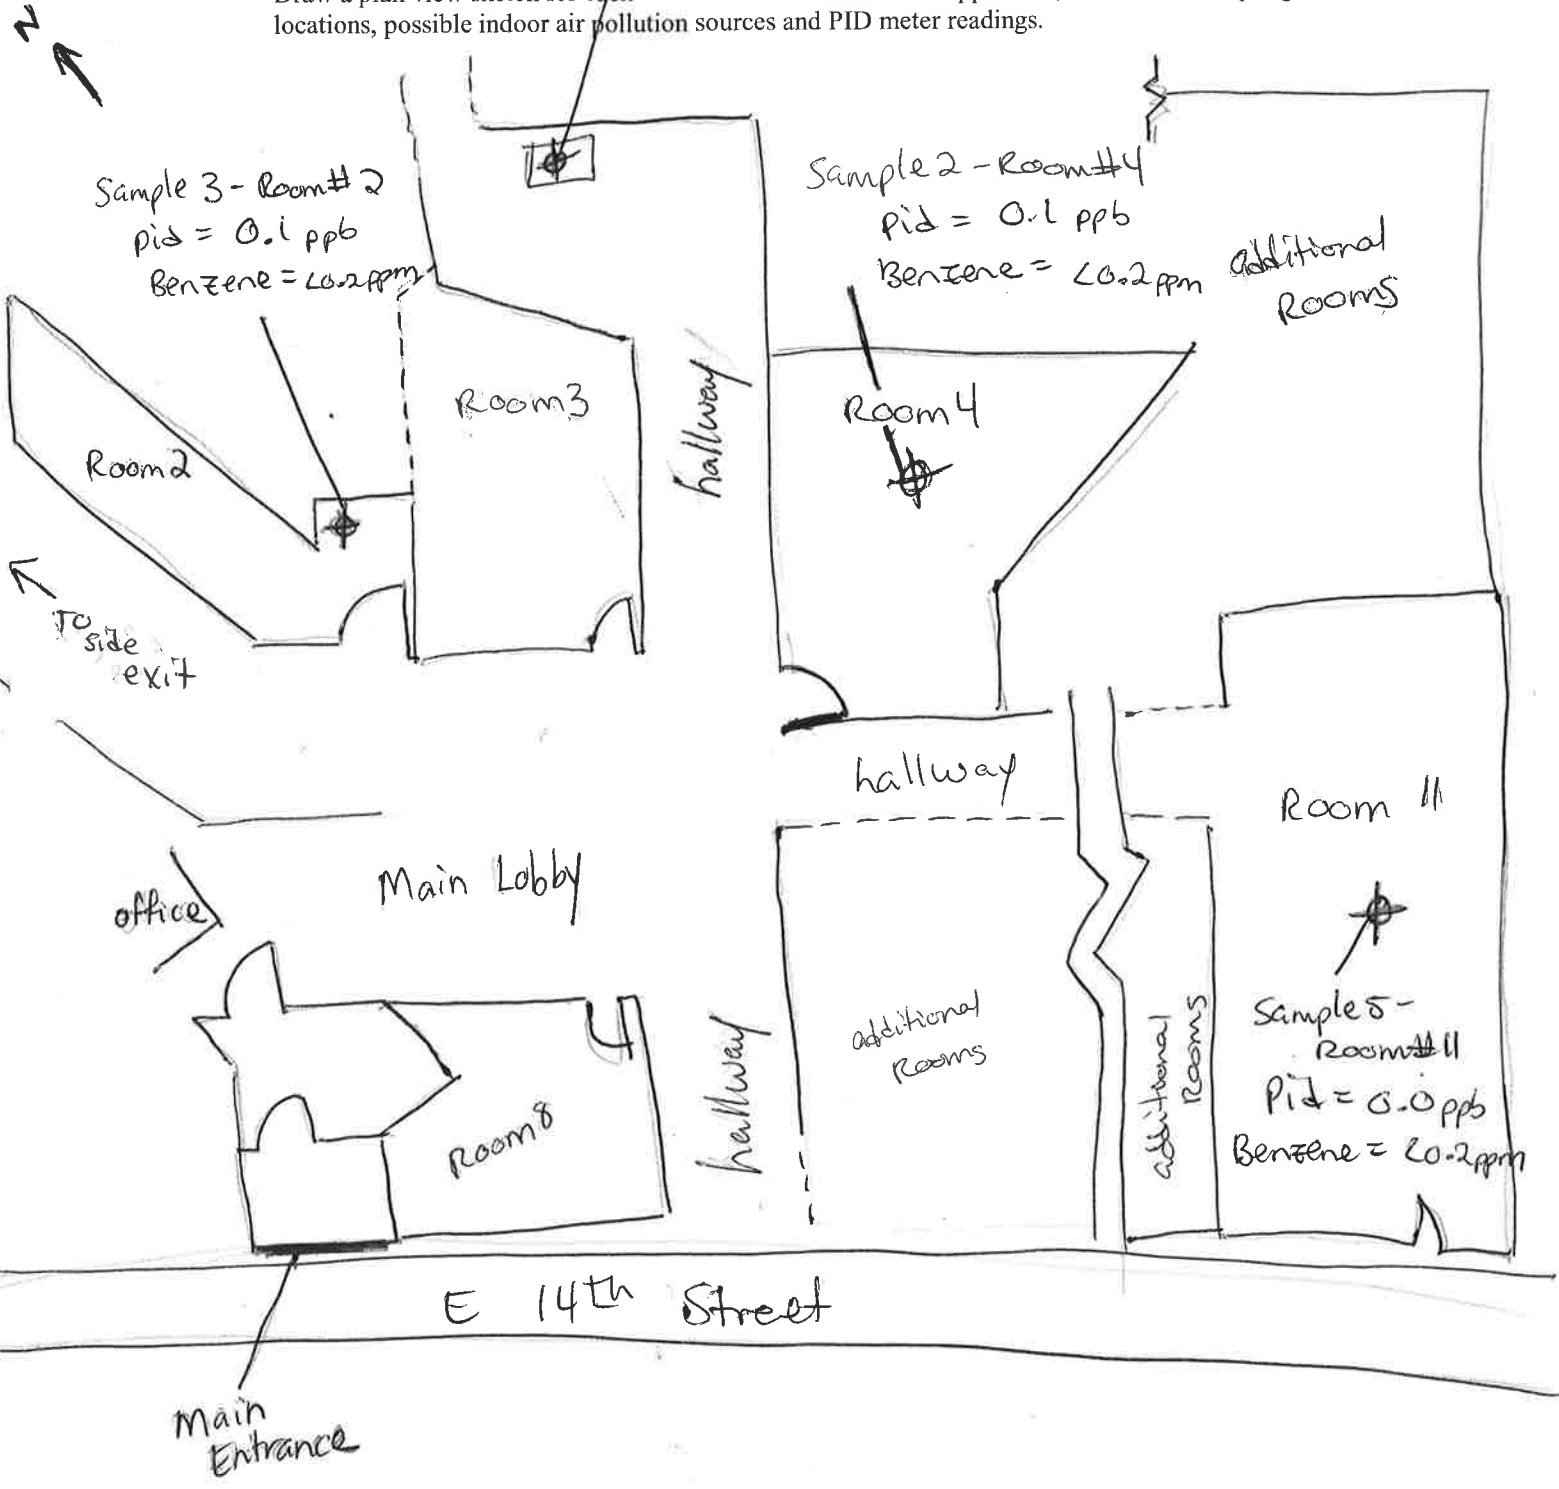 locations, possible indoor air pollution sources and PID meter readings.
N
Sample 3 - Room# 2
pid = 0.1 ppb
Benzene = <0.2ppm
Sample 2 - Room#4
pid = 0.1 ppb
Benzene = <0.2ppm
additional
Rooms
Room2
Room3
hallway
Room4
To
side
exit
hallway
Room 11
office
Main Lobby
Sample 5 -
Room#11
Pid = 0.0 ppb
Benzene = <0.2ppm
additional
Rooms
additional
Rooms
hallway
Room8
E 14th Street
Main
Entrance